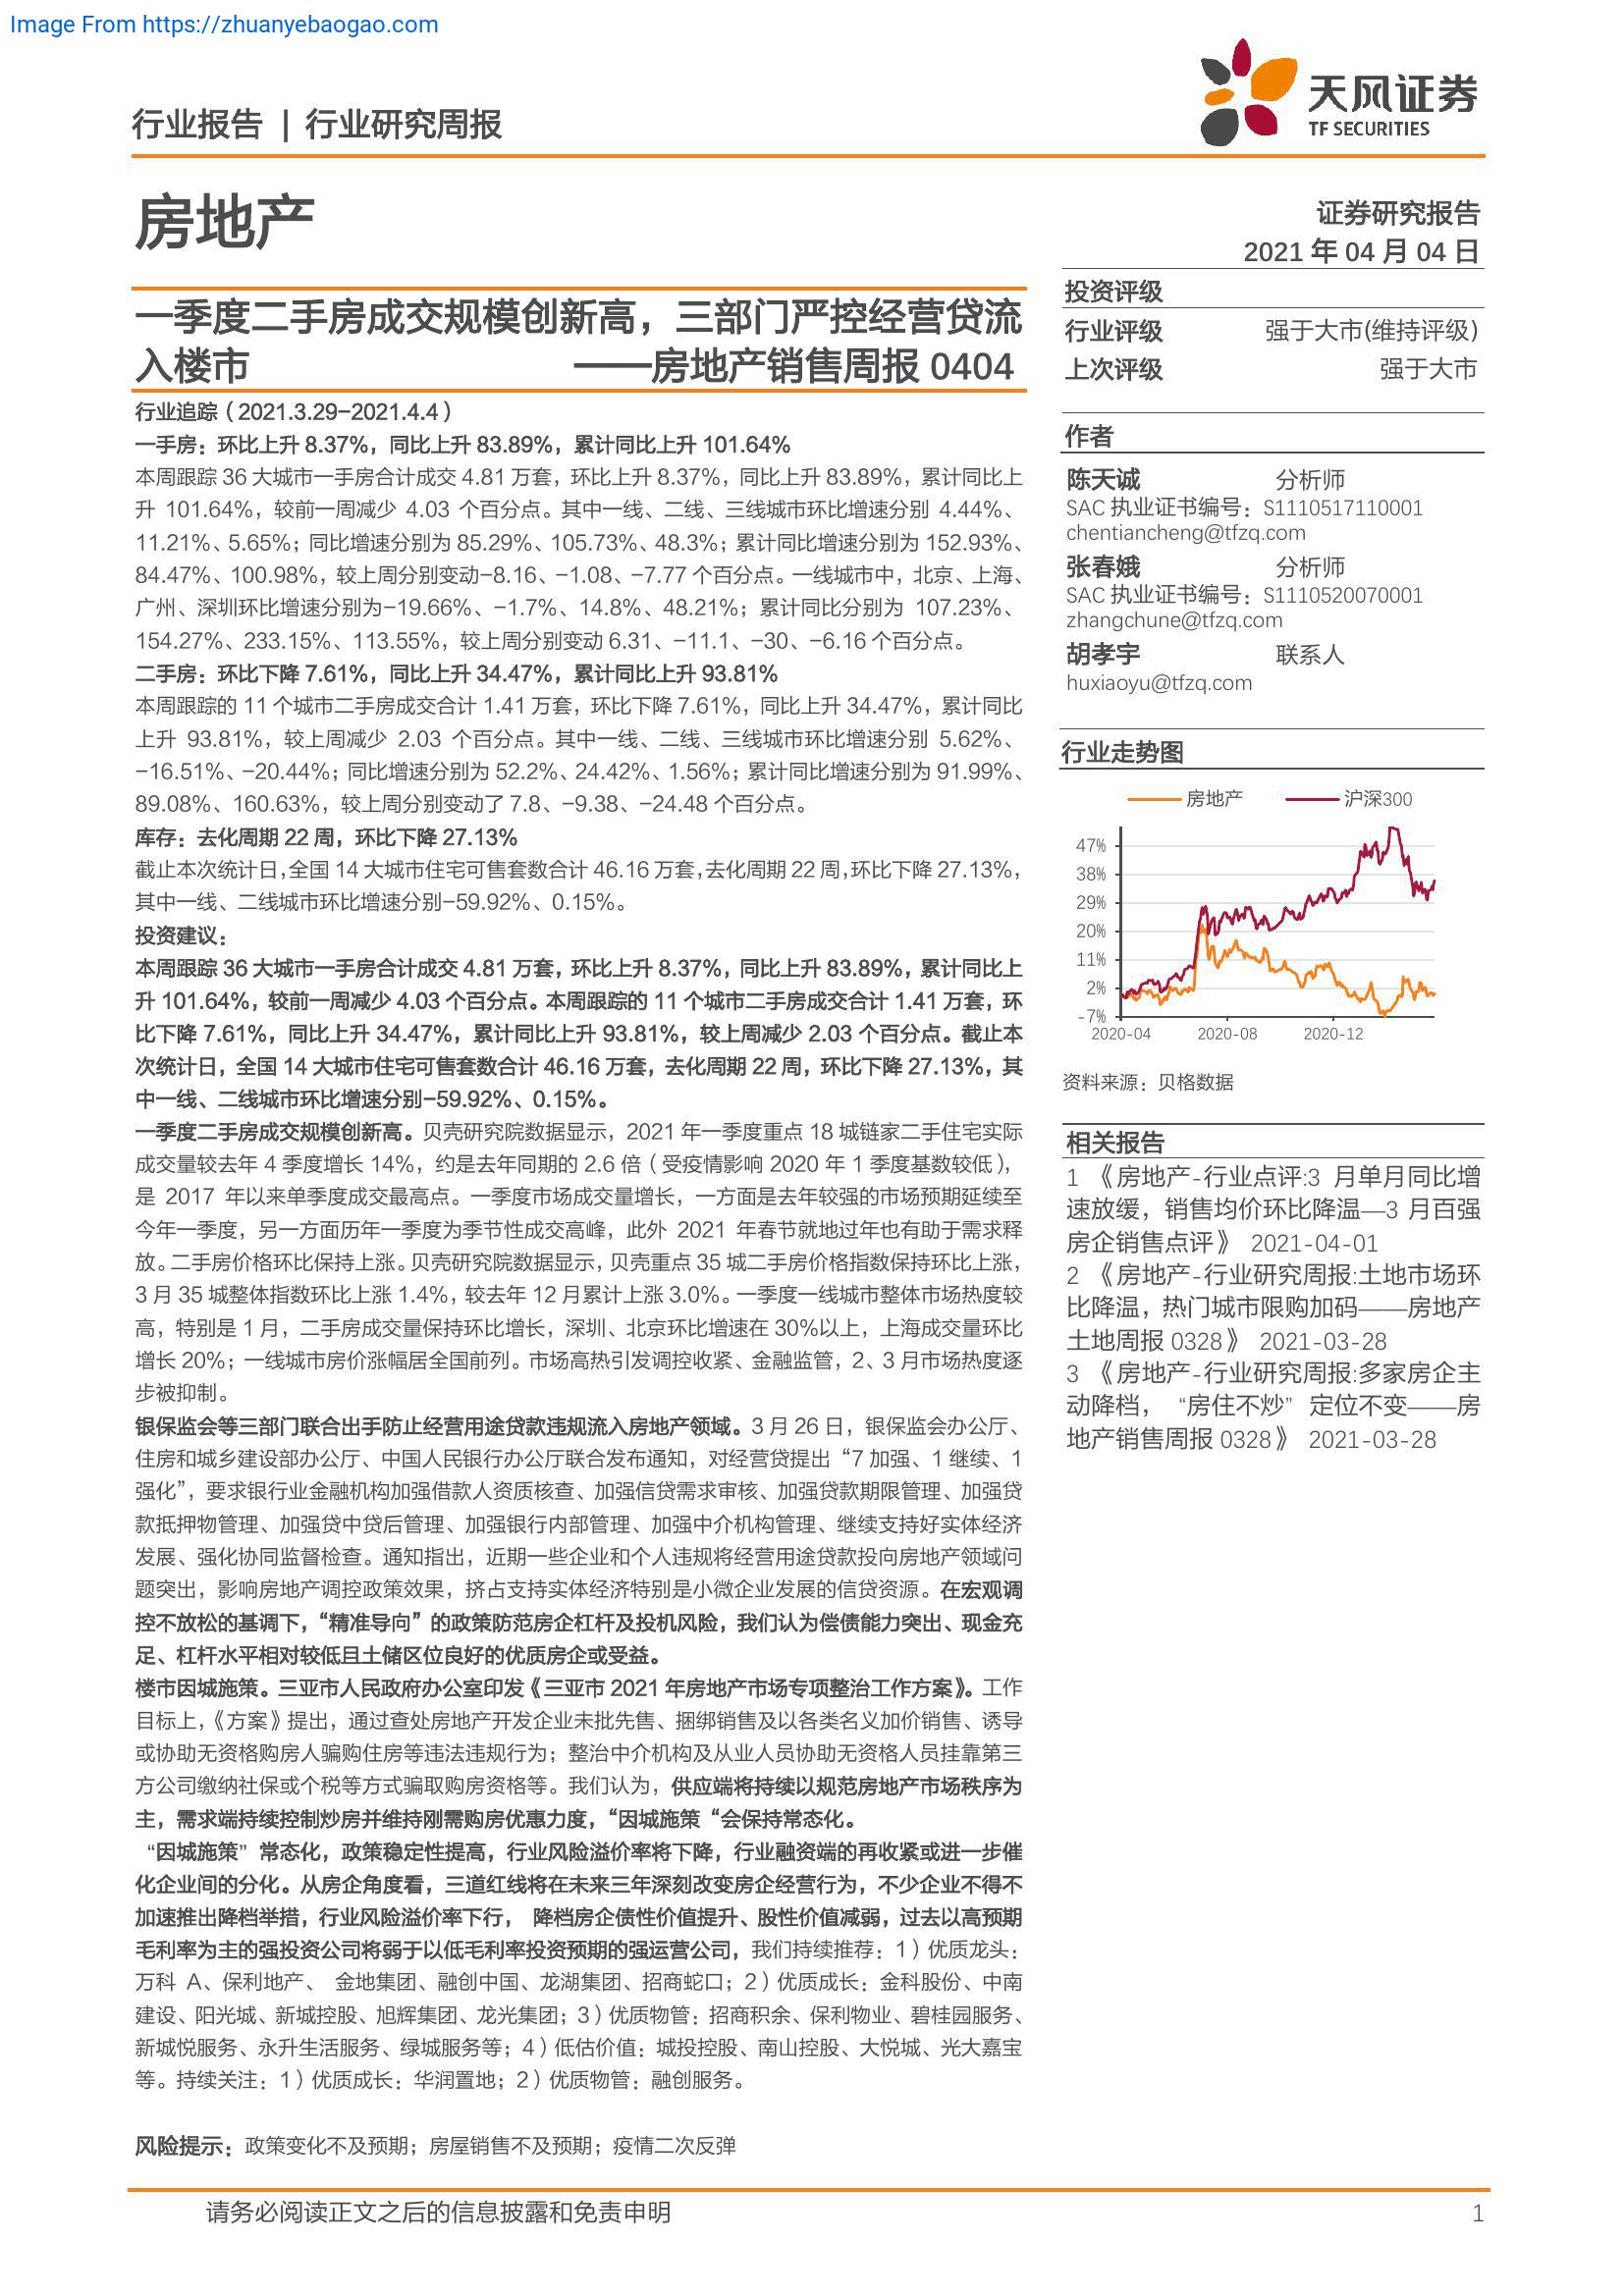 Image From https://zhuanyebaogao.com
行业报告 | 行业研究周报
天风证券
TF SECURITIES
房地产
证券研究报告
2021 年 04 月 04 日
一季度二手房成交规模创新高，三部门严控经营贷流
入楼市 ——房地产销售周报 0404
行业追踪（2021.3.29-2021.4.4）
一手房：环比上升 8.37%，同比上升 83.89%，累计同比上升 101.64%
本周跟踪 36 大城市一手房合计成交 4.81 万套，环比上升 8.37%，同比上升 83.89%，累计同比上
升 101.64%，较前一周减少 4.03 个百分点。其中一线、二线、三线城市环比增速分别 4.44%、
11.21%、5.65%；同比增速分别为 85.29%、105.73%、48.3%；累计同比增速分别为 152.93%、
84.47%、100.98%，较上周分别变动-8.16、-1.08、-7.77 个百分点。一线城市中，北京、上海、
广州、深圳环比增速分别为-19.66%、-1.7%、14.8%、48.21%；累计同比分别为 107.23%、
154.27%、233.15%、113.55%，较上周分别变动 6.31、-11.1、-30、-6.16 个百分点。
二手房：环比下降 7.61%，同比上升 34.47%，累计同比上升 93.81%
本周跟踪的 11 个城市二手房成交合计 1.41 万套，环比下降 7.61%，同比上升 34.47%，累计同比
上升 93.81%，较上周减少 2.03 个百分点。其中一线、二线、三线城市环比增速分别 5.62%、
-16.51%、-20.44%；同比增速分别为 52.2%、24.42%、1.56%；累计同比增速分别为 91.99%、
89.08%、160.63%，较上周分别变动了 7.8、-9.38、-24.48 个百分点。
库存：去化周期 22 周，环比下降 27.13%
截止本次统计日，全国 14 大城市住宅可售套数合计 46.16 万套，去化周期 22 周，环比下降 27.13%，
其中一线、二线城市环比增速分别-59.92%、0.15%。
投资建议：
本周跟踪 36 大城市一手房合计成交 4.81 万套，环比上升 8.37%，同比上升 83.89%，累计同比上
升 101.64%，较前一周减少 4.03 个百分点。本周跟踪的 11 个城市二手房成交合计 1.41 万套，环
比下降 7.61%，同比上升 34.47%，累计同比上升 93.81%，较上周减少 2.03 个百分点。截止本
次统计日，全国 14 大城市住宅可售套数合计 46.16 万套，去化周期 22 周，环比下降 27.13%，其
中一线、二线城市环比增速分别-59.92%、0.15%。
一季度二手房成交规模创新高。贝壳研究院数据显示，2021 年一季度重点 18 城链家二手住宅实际
成交量较去年 4 季度增长 14%，约是去年同期的 2.6 倍（受疫情影响 2020 年 1 季度基数较低），
是 2017 年以来单季度成交最高点。一季度市场成交量增长，一方面是去年较强的市场预期延续至
今年一季度，另一方面历年一季度为季节性成交高峰，此外 2021 年春节就地过年也有助于需求释
放。二手房价格环比保持上涨。贝壳研究院数据显示，贝壳重点 35 城二手房价格指数保持环比上涨，
3 月 35 城整体指数环比上涨 1.4%，较去年 12 月累计上涨 3.0%。一季度一线城市整体市场热度较
高，特别是 1 月，二手房成交量保持环比增长，深圳、北京环比增速在 30%以上，上海成交量环比
增长 20%；一线城市房价涨幅居全国前列。市场高热引发调控收紧、金融监管，2、3 月市场热度逐
步被抑制。
银保监会等三部门联合出手防止经营用途贷款违规流入房地产领域。3 月 26 日，银保监会办公厅、
住房和城乡建设部办公厅、中国人民银行办公厅联合发布通知，对经营贷提出“7 加强、1 继续、1
强化”，要求银行业金融机构加强借款人资质核查、加强信贷需求审核、加强贷款期限管理、加强贷
款抵押物管理、加强贷中贷后管理、加强银行内部管理、加强中介机构管理、继续支持好实体经济
发展、强化协同监督检查。通知指出，近期一些企业和个人违规将经营用途贷款投向房地产领域问
题突出，影响房地产调控政策效果，挤占支持实体经济特别是小微企业发展的信贷资源。在宏观调
控不放松的基调下，“精准导向”的政策防范房企杠杆及投机风险，我们认为偿债能力突出、现金充
足、杠杆水平相对较低且土储区位良好的优质房企或受益。
楼市因城施策。三亚市人民政府办公室印发《三亚市 2021 年房地产市场专项整治工作方案》。工作
目标上，《方案》提出，通过查处房地产开发企业未批先售、捆绑销售及以各类名义加价销售、诱导
或协助无资格购房人骗购住房等违法违规行为；整治中介机构及从业人员协助无资格人员挂靠第三
方公司缴纳社保或个税等方式骗取购房资格等。我们认为，供应端将持续以规范房地产市场秩序为
主，需求端持续控制炒房并维持刚需购房优惠力度，“因城施策“会保持常态化。
“因城施策”常态化，政策稳定性提高，行业风险溢价率将下降，行业融资端的再收紧或进一步催
化企业间的分化。从房企角度看，三道红线将在未来三年深刻改变房企经营行为，不少企业不得不
加速推出降档举措，行业风险溢价率下行， 降档房企债性价值提升、股性价值减弱，过去以高预期
毛利率为主的强投资公司将弱于以低毛利率投资预期的强运营公司，我们持续推荐：1）优质龙头：
万科 A、保利地产、 金地集团、融创中国、龙湖集团、招商蛇口；2）优质成长：金科股份、中南
建设、阳光城、新城控股、旭辉集团、龙光集团；3）优质物管：招商积余、保利物业、碧桂园服务、
新城悦服务、永升生活服务、绿城服务等；4）低估价值：城投控股、南山控股、大悦城、光大嘉宝
等。持续关注：1）优质成长：华润置地；2）优质物管：融创服务。
风险提示：政策变化不及预期；房屋销售不及预期；疫情二次反弹
投资评级
行业评级 强于大市(维持评级)
上次评级 强于大市
作者
陈天诚 分析师
SAC 执业证书编号：S1110517110001
chentiancheng@tfzq.com
张春娥 分析师
SAC 执业证书编号：S1110520070001
zhangchune@tfzq.com
胡孝宇 联系人
huxiaoyu@tfzq.com
行业走势图
房地产 沪深300
47%
38%
29%
20%
11%
2%
-7%
2020-04 2020-08 2020-12
资料来源：贝格数据
相关报告
1 《房地产-行业点评:3 月单月同比增
速放缓，销售均价环比降温—3 月百强
房企销售点评》 2021-04-01
2 《房地产-行业研究周报:土地市场环
比降温，热门城市限购加码——房地产
土地周报 0328》 2021-03-28
3 《房地产-行业研究周报:多家房企主
动降档， “房住不炒” 定位不变——房
地产销售周报 0328》 2021-03-28
请务必阅读正文之后的信息披露和免责申明 1